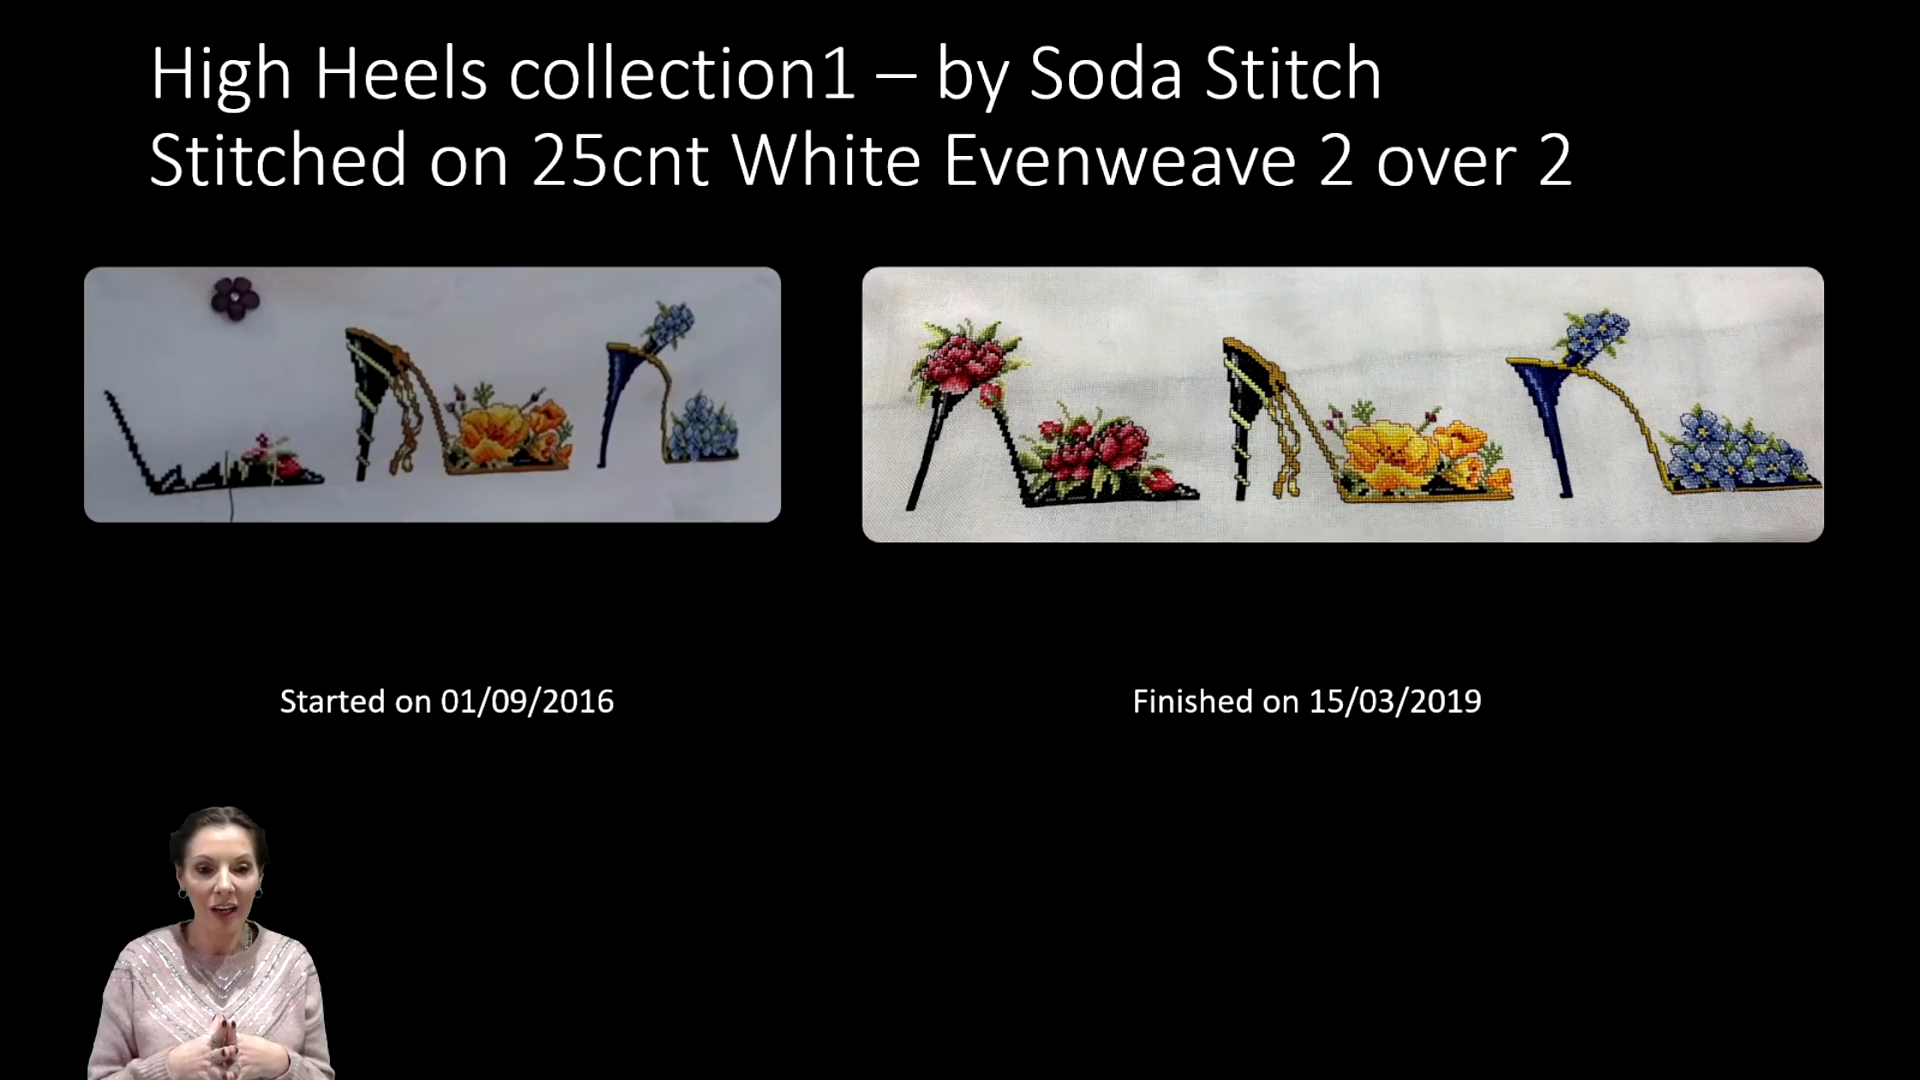 High Heels collection1 – by Soda Stitch
Stitched on 25cnt White Evenweave 2 over 2
Started on 01/09/2016
Finished on 15/03/2019